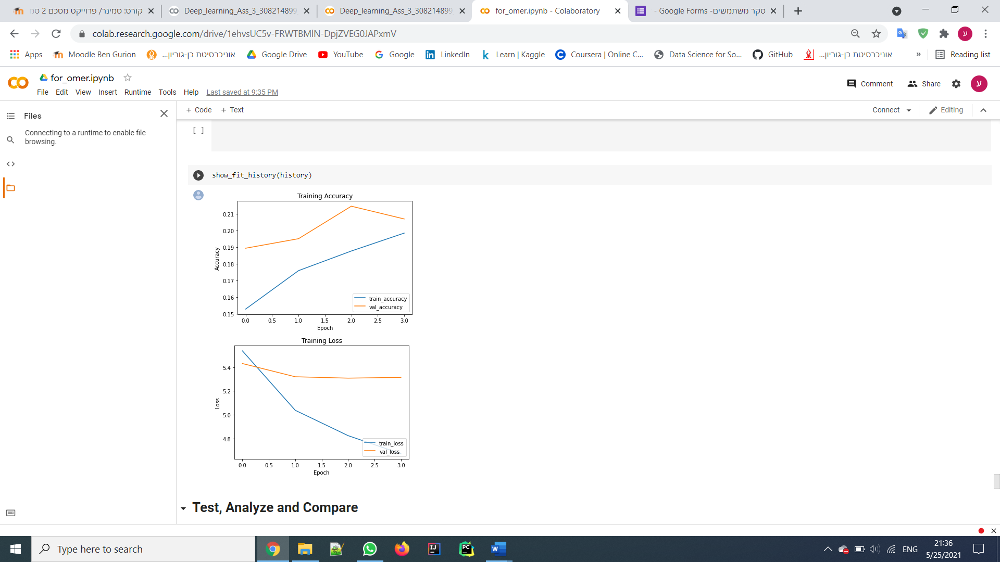 קורס: סמינר/ פרוייקט מסכם 2 סמ
Deep_learning_Ass_3_308214899
Deep_learning_Ass_3_308214899
for_omer.ipynb - Colaboratory
סקר משתמשים- Google Forms -
colab.research.google.com/drive/1ehvsUC5v-FRWTBMlN-DpjZVEG0JAPxmV
Apps
Moodle Ben Gurion
אוניברסיטת בן-גוריון...
Google Drive
YouTube
Google
LinkedIn
Learn | Kaggle
Coursera | Online C...
Data Science for So...
GitHub
אוניברסיטת בן-גוריון...
»
Reading list
for_omer.ipynb
Comment
Share
ע
File Edit View Insert Runtime Tools Help Last saved at 9:35 PM
Files
+ Code + Text
Connect
Editing
Connecting to a runtime to enable file
browsing.
[ ]
show_fit_history(history)
Training Accuracy
0.21
0.20
0.19
0.18
0.17
0.16
0.15
Accuracy
train_accuracy
val_accuracy
0.0 0.5 1.0 1.5 2.0 2.5 3.0
Epoch
Training Loss
5.4
5.2
5.0
4.8
Loss
train_loss
val_loss
0.0 0.5 1.0 1.5 2.0 2.5 3.0
Epoch
Test, Analyze and Compare
Type here to search
ENG
21:36
5/25/2021